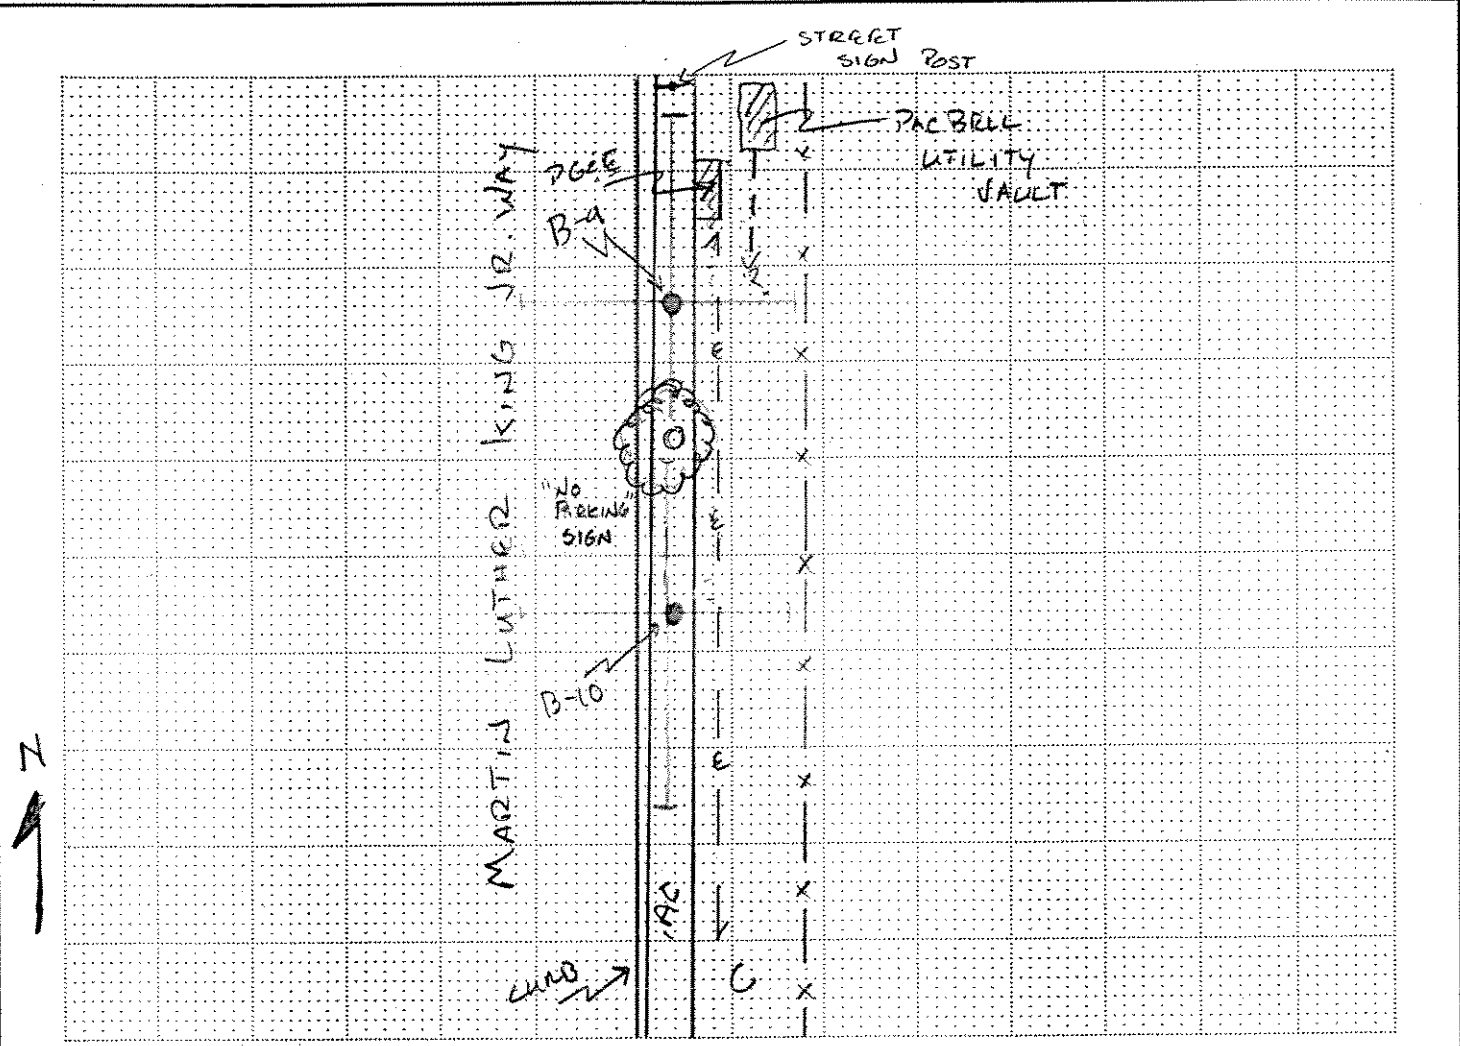 STREET
SIGN POST
PAC BELL
UTILITY
VAULT
PG&E
B-9
MARTIN LUTHER KING JR. WAY
"NO
PARKING"
SIGN
B-10
E
E
E
?
N
AC
CURB
C
X
X
X
X
X
X
X
X
X